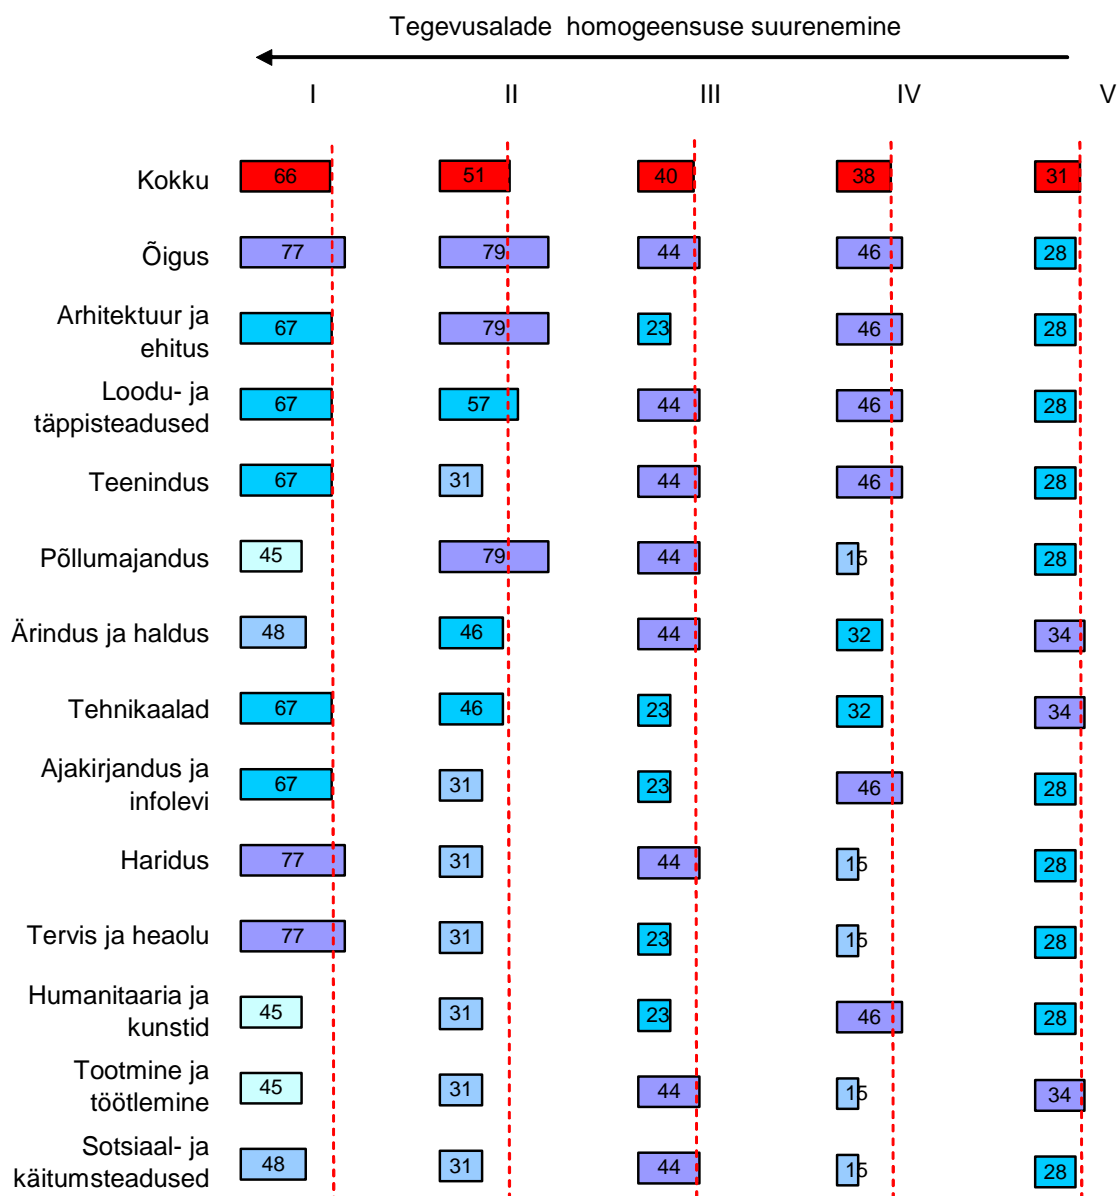 Tegevusalade homogeensuse suurenemine
I II III IV V
Kokku 66 51 40 38 31
Õigus 77 79 44 46 28
Arhitektuur ja
ehitus 67 79 23 46 28
Loodu- ja
täppisteadused 67 57 44 46 28
Teenindus 67 31 44 46 28
Põllumajandus 45 79 44 15 28
Ärindus ja haldus 48 46 44 32 34
Tehnikaalad 67 46 23 32 34
Ajakirjandus ja
infolevi 67 31 23 46 28
Haridus 77 31 44 15 28
Tervis ja heaolu 77 31 23 15 28
Humanitaaria ja
kunstid 45 31 23 46 28
Tootmine ja
töötlemine 45 31 44 15 34
Sotsiaal- ja
käitumsteadused 48 31 44 15 28